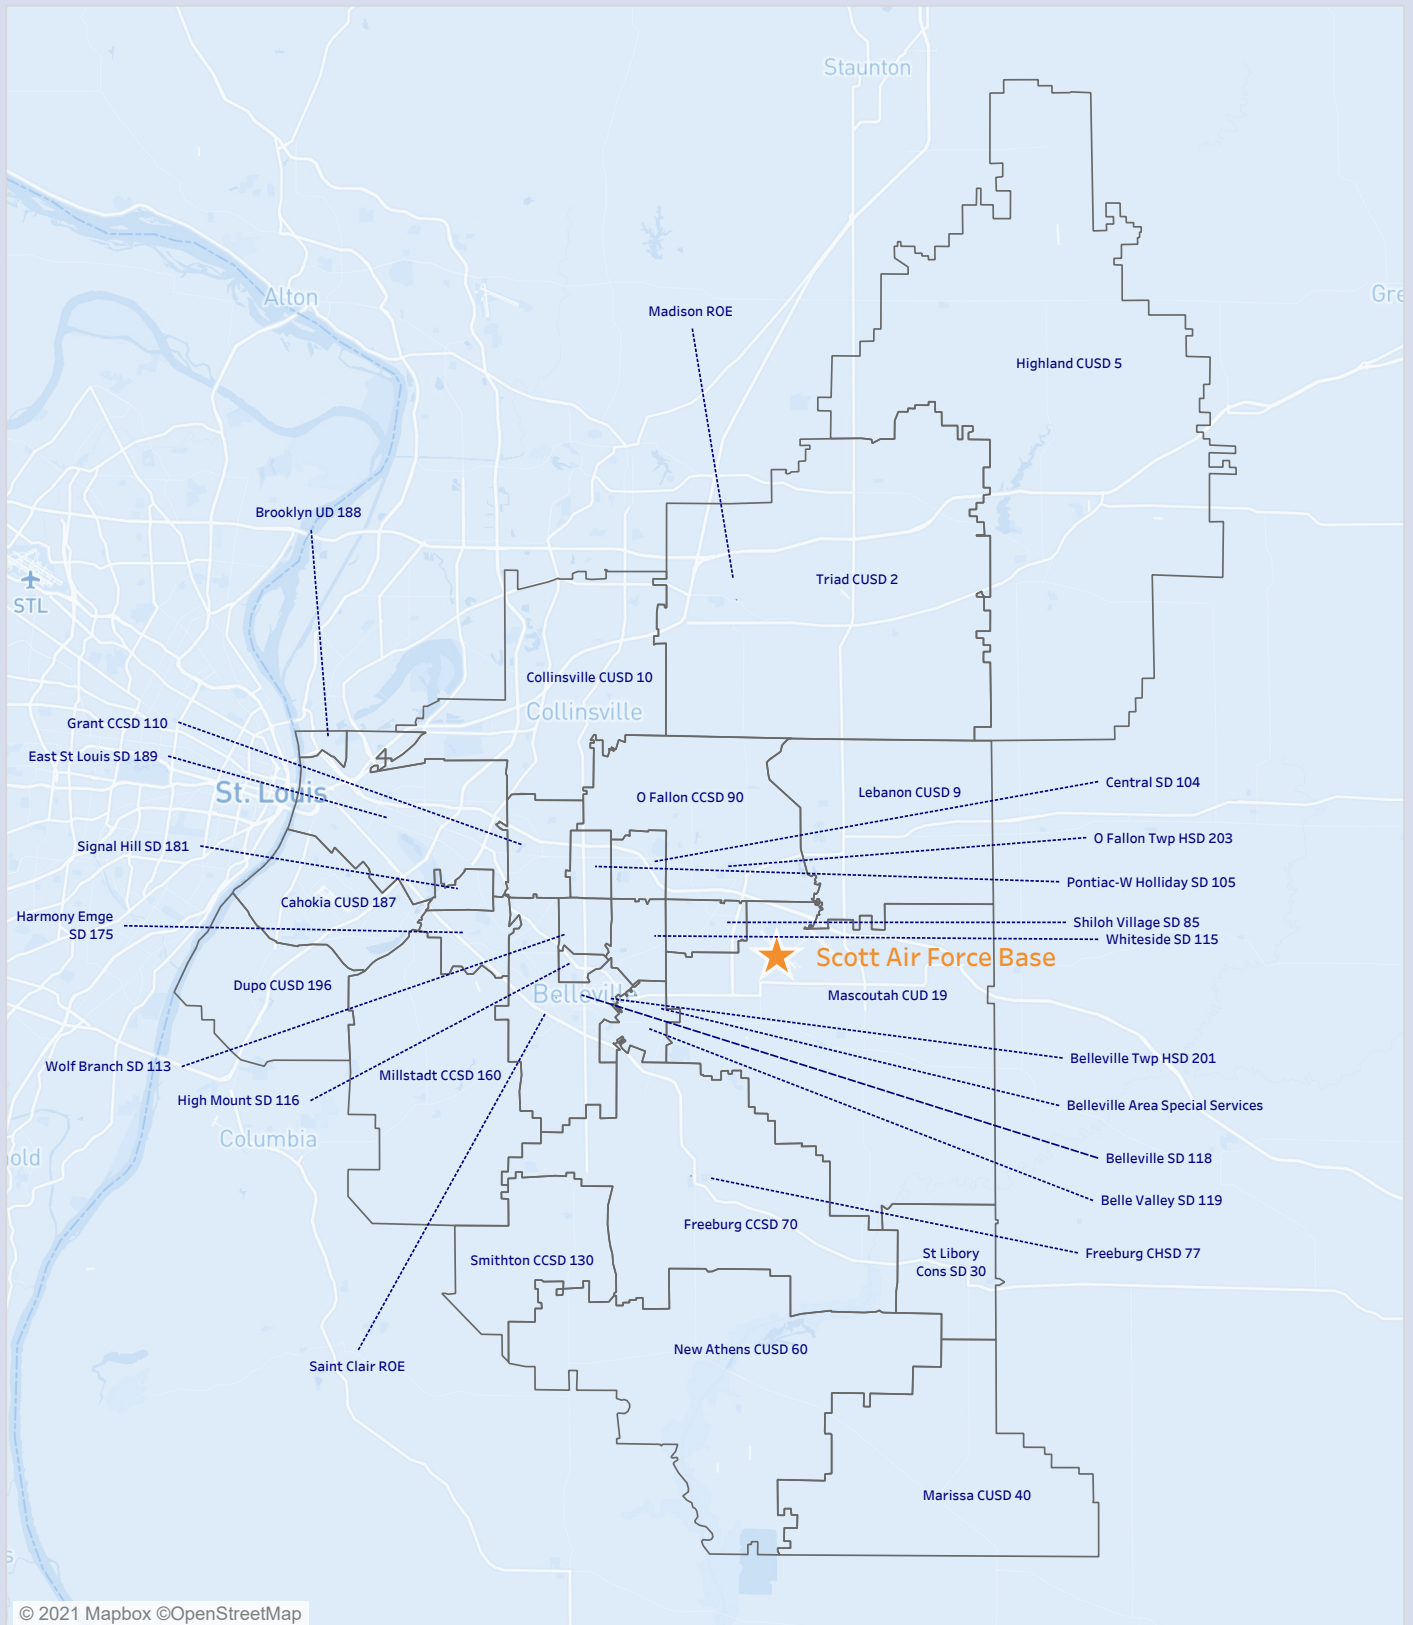 Staunton
Alton
Gre
Madison ROE
Highland CUSD 5
Brooklyn UD 188
STL
Triad CUSD 2
Collinsville CUSD 10
Collinsville
Grant CCSD 110
East St Louis SD 189
St. Louis
O Fallon CCSD 90
Lebanon CUSD 9
Central SD 104
O Fallon Twp HSD 203
Signal Hill SD 181
Pontiac-W Holliday SD 105
Cahokia CUSD 187
Harmony Emge
SD 175
Shiloh Village SD 85
Whiteside SD 115
Scott Air Force Base
Dupo CUSD 196
Belleville
Mascoutah CUD 19
Wolf Branch SD 113
Millstadt CCSD 160
Belleville Twp HSD 201
High Mount SD 116
Belleville Area Special Services
Columbia
old
Belleville SD 118
Belle Valley SD 119
Freeburg CCSD 70
Freeburg CHSD 77
Smithton CCSD 130
St Libory
Cons SD 30
New Athens CUSD 60
Saint Clair ROE
Marissa CUSD 40
© 2021 Mapbox ©OpenStreetMap